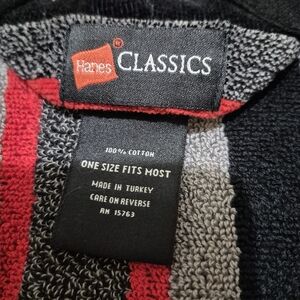 Hanes® CLASSICS
100% COTTON
ONE SIZE FITS MOST
MADE IN TURKEY
CARE ON REVERSE
RN 15763